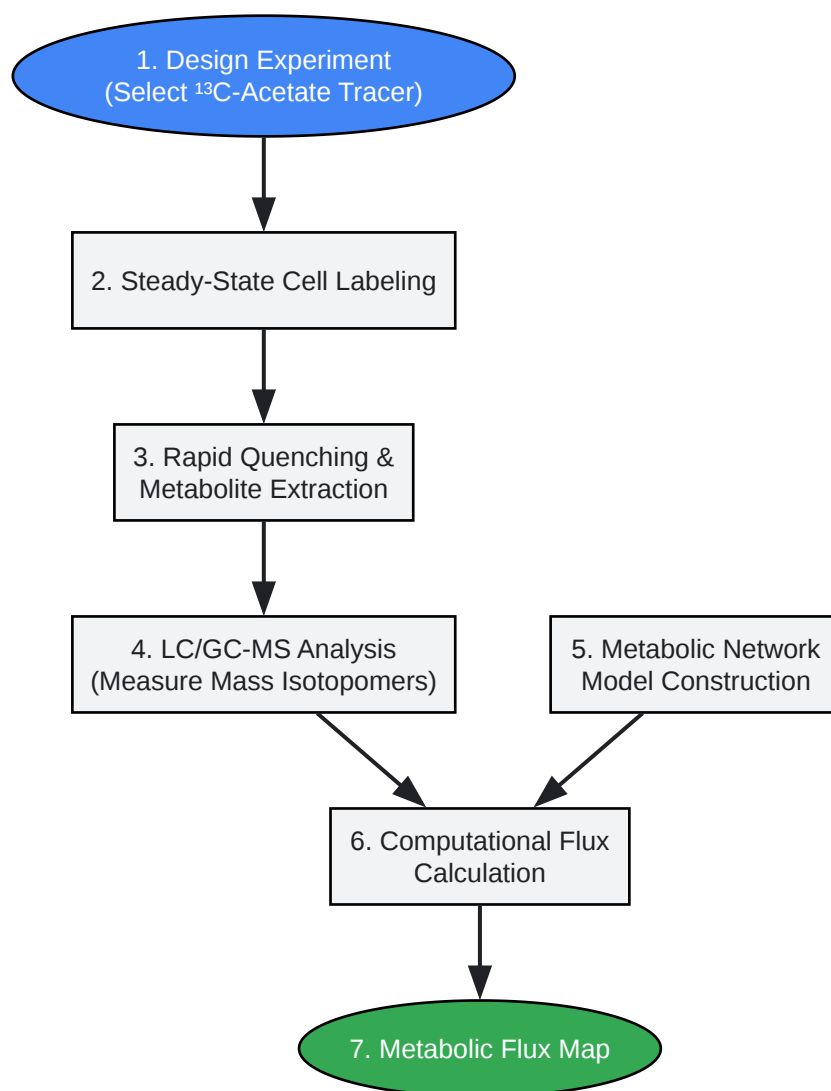 1. Design Experiment
(Select ¹³C-Acetate Tracer)
2. Steady-State Cell Labeling
3. Rapid Quenching &
Metabolite Extraction
4. LC/GC-MS Analysis
(Measure Mass Isotopomers)
5. Metabolic Network
Model Construction
6. Computational Flux
Calculation
7. Metabolic Flux Map